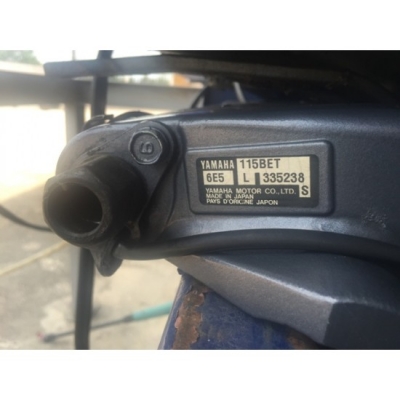 YAMAHA 115BET
6E5 L 335238
YAMAHA MOTOR CO., LTD. S
MADE IN JAPAN
PAYS D'ORIGINE JAPON